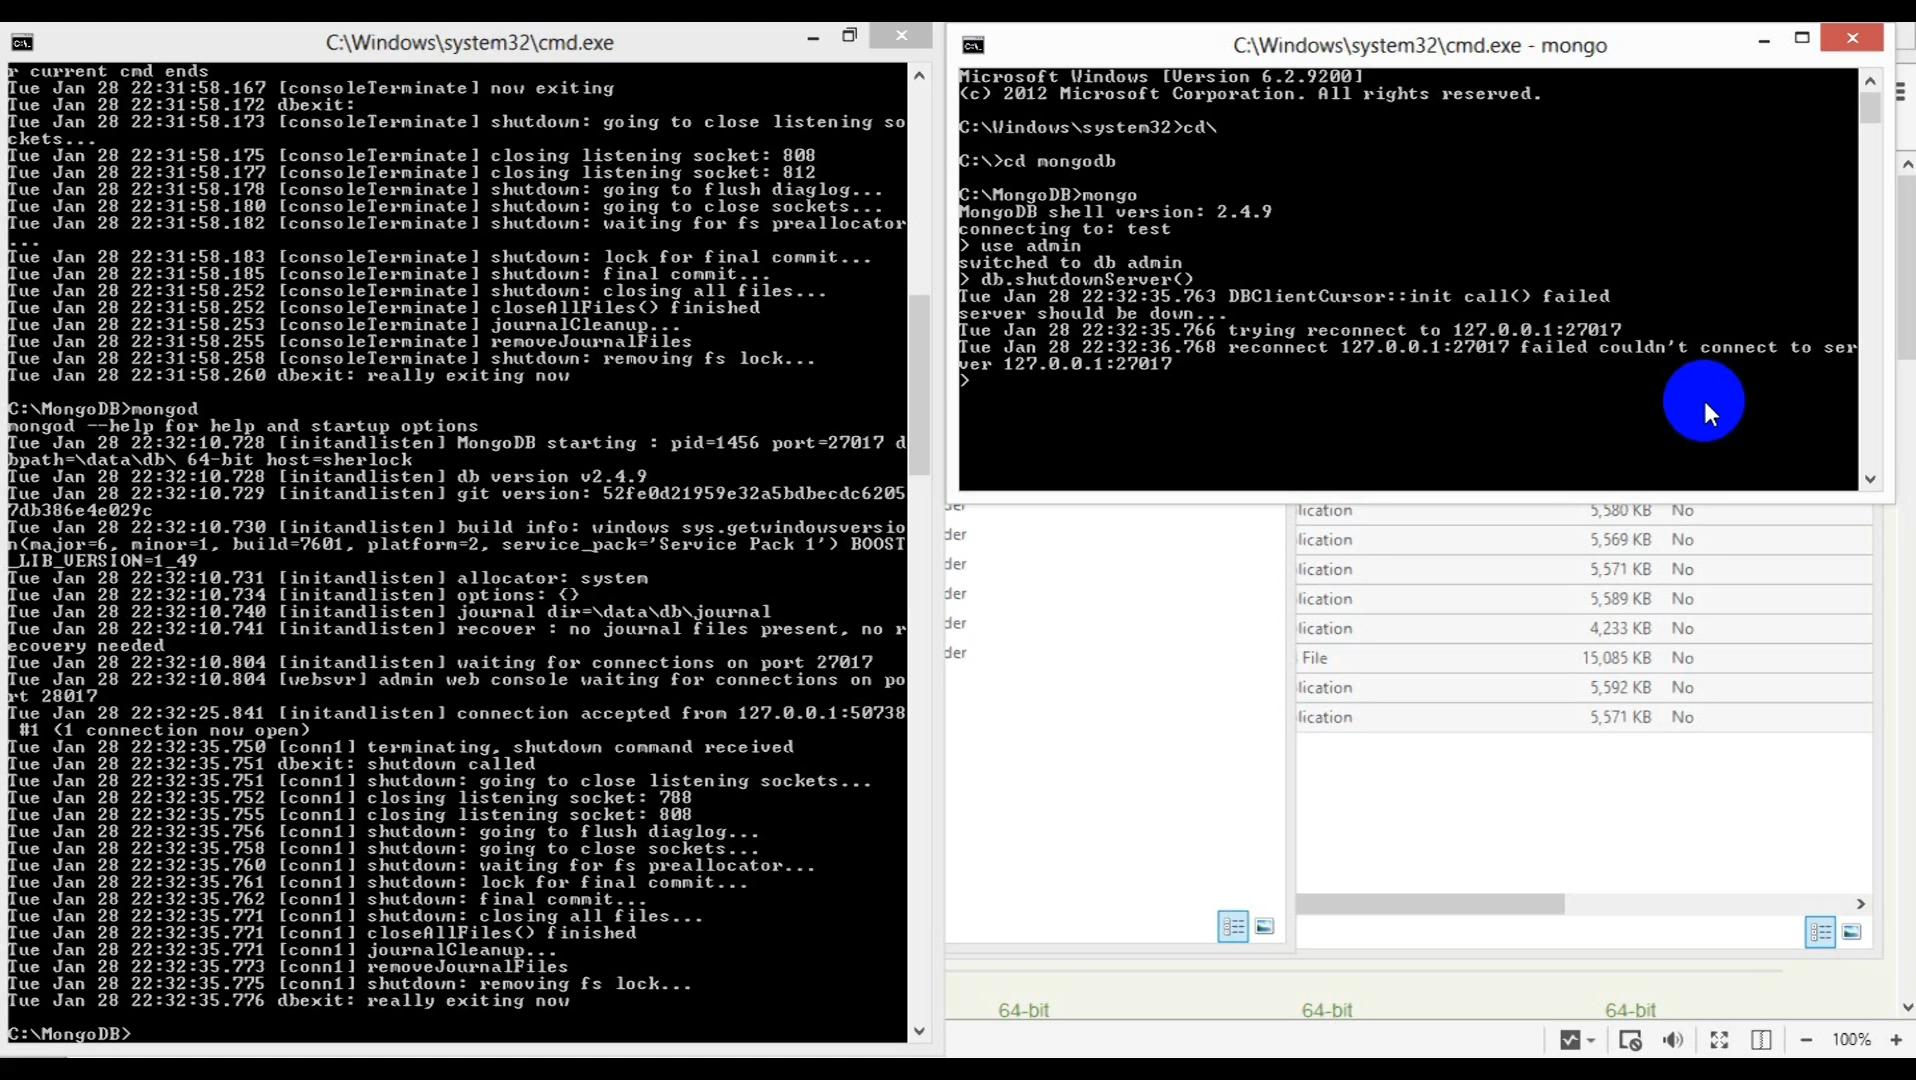 C:\Windows\system32\cmd.exe
r current cmd ends
Tue Jan 28 22:31:58.167 [consoleTerminate] now exiting
Tue Jan 28 22:31:58.172 dbexit:
Tue Jan 28 22:31:58.173 [consoleTerminate] shutdown: going to close listening so
ckets...
Tue Jan 28 22:31:58.175 [consoleTerminate] closing listening socket: 808
Tue Jan 28 22:31:58.177 [consoleTerminate] closing listening socket: 812
Tue Jan 28 22:31:58.178 [consoleTerminate] shutdown: going to flush diaglog...
Tue Jan 28 22:31:58.180 [consoleTerminate] shutdown: going to close sockets...
Tue Jan 28 22:31:58.182 [consoleTerminate] shutdown: waiting for fs preallocator
...
Tue Jan 28 22:31:58.183 [consoleTerminate] shutdown: lock for final commit...
Tue Jan 28 22:31:58.185 [consoleTerminate] shutdown: final commit...
Tue Jan 28 22:31:58.252 [consoleTerminate] shutdown: closing all files...
Tue Jan 28 22:31:58.252 [consoleTerminate] closeAllFiles() finished
Tue Jan 28 22:31:58.253 [consoleTerminate] journalCleanup...
Tue Jan 28 22:31:58.255 [consoleTerminate] removeJournalFiles
Tue Jan 28 22:31:58.258 [consoleTerminate] shutdown: removing fs lock...
Tue Jan 28 22:31:58.260 dbexit: really exiting now
C:\MongoDB>mongod
mongod --help for help and startup options
Tue Jan 28 22:32:10.728 [initandlisten] MongoDB starting : pid=1456 port=27017 d
bpath=\data\db\ 64-bit host=sherlock
Tue Jan 28 22:32:10.728 [initandlisten] db version v2.4.9
Tue Jan 28 22:32:10.729 [initandlisten] git version: 52fe0d21959e32a5bdbecdc6205
7db386e4e029c
Tue Jan 28 22:32:10.730 [initandlisten] build info: windows sys.getwindowsversio
n(major=6, minor=1, build=7601, platform=2, service_pack='Service Pack 1') BOOST
_LIB_VERSION=1_49
Tue Jan 28 22:32:10.731 [initandlisten] allocator: system
Tue Jan 28 22:32:10.734 [initandlisten] options: {}
Tue Jan 28 22:32:10.740 [initandlisten] journal dir=\data\db\journal
Tue Jan 28 22:32:10.741 [initandlisten] recover : no journal files present, no r
ecovery needed
Tue Jan 28 22:32:10.804 [initandlisten] waiting for connections on port 27017
Tue Jan 28 22:32:10.804 [websvr] admin web console waiting for connections on po
rt 28017
Tue Jan 28 22:32:25.841 [initandlisten] connection accepted from 127.0.0.1:50738
#1 (1 connection now open)
Tue Jan 28 22:32:35.750 [conn1] terminating, shutdown command received
Tue Jan 28 22:32:35.751 dbexit: shutdown called
Tue Jan 28 22:32:35.751 [conn1] shutdown: going to close listening sockets...
Tue Jan 28 22:32:35.752 [conn1] closing listening socket: 788
Tue Jan 28 22:32:35.755 [conn1] closing listening socket: 808
Tue Jan 28 22:32:35.756 [conn1] shutdown: going to flush diaglog...
Tue Jan 28 22:32:35.758 [conn1] shutdown: going to close sockets...
Tue Jan 28 22:32:35.760 [conn1] shutdown: waiting for fs preallocator...
Tue Jan 28 22:32:35.761 [conn1] shutdown: lock for final commit...
Tue Jan 28 22:32:35.762 [conn1] shutdown: final commit...
Tue Jan 28 22:32:35.771 [conn1] shutdown: closing all files...
Tue Jan 28 22:32:35.771 [conn1] closeAllFiles() finished
Tue Jan 28 22:32:35.771 [conn1] journalCleanup...
Tue Jan 28 22:32:35.773 [conn1] removeJournalFiles
Tue Jan 28 22:32:35.775 [conn1] shutdown: removing fs lock...
Tue Jan 28 22:32:35.776 dbexit: really exiting now
C:\MongoDB>
C:\Windows\system32\cmd.exe - mongo
Microsoft Windows [Version 6.2.9200]
(c) 2012 Microsoft Corporation. All rights reserved.
C:\Windows\system32>cd\
C:\>cd mongodb
C:\MongoDB>mongo
MongoDB shell version: 2.4.9
connecting to: test
> use admin
switched to db admin
> db.shutdownServer()
Tue Jan 28 22:32:35.763 DBClientCursor::init call() failed
server should be down...
Tue Jan 28 22:32:35.766 trying reconnect to 127.0.0.1:27017
Tue Jan 28 22:32:36.768 reconnect 127.0.0.1:27017 failed couldn't connect to ser
ver 127.0.0.1:27017
>
der
der
der
der
der
der
lication 5,580 KB No
lication 5,569 KB No
lication 5,571 KB No
lication 5,589 KB No
lication 4,233 KB No
File 15,085 KB No
lication 5,592 KB No
lication 5,571 KB No
64-bit 64-bit 64-bit
100%